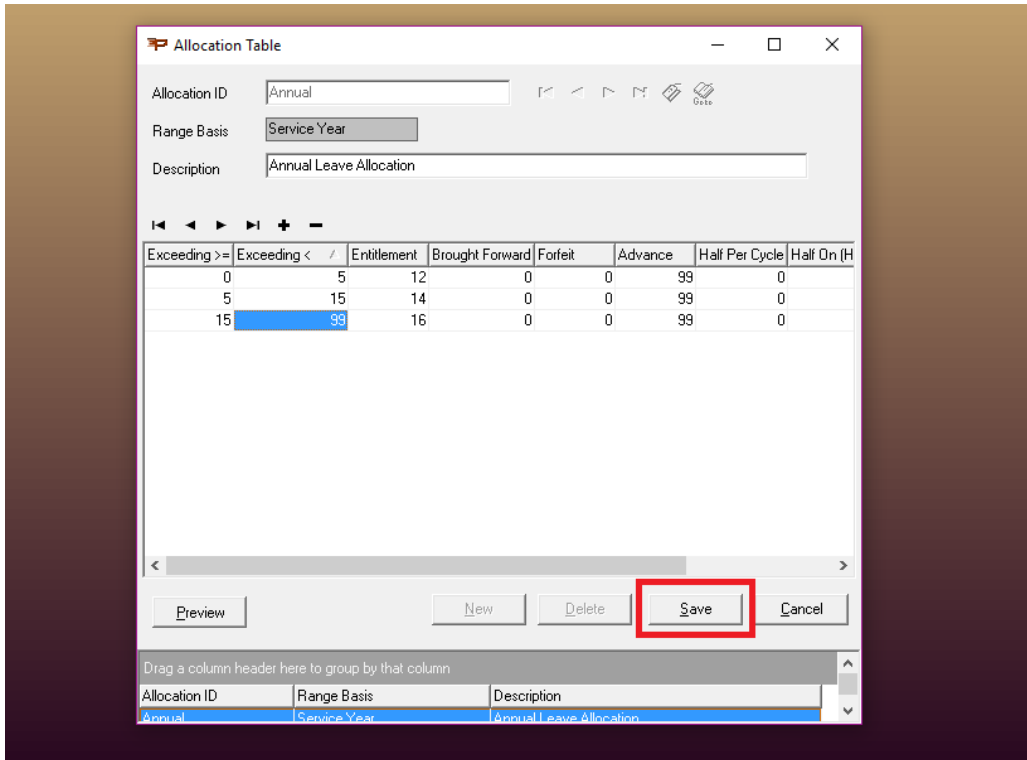 Allocation Table
Allocation ID Annual Goto
Range Basis Service Year
Description Annual Leave Allocation
Exceeding >= Exceeding < Entitlement Brought Forward Forfeit Advance Half Per Cycle Half On (H
0 5 12 0 0 99 0
5 15 14 0 0 99 0
15 99 16 0 0 99 0
Preview New Delete Save Cancel
Drag a column header here to group by that column
Allocation ID Range Basis Description
Annual Service Year Annual Leave Allocation